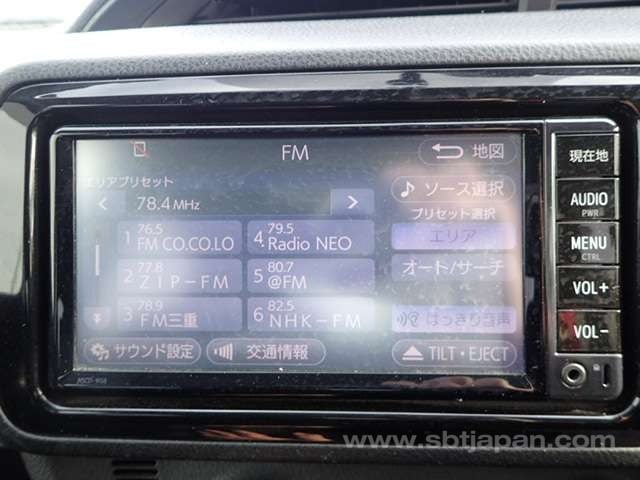 FM
地図
エリアプリセット
78.4 MHz
ソース選択
プリセット選択
76.5
1 FM CO.CO.LO
79.5
4 Radio NEO
エリア
77.8
2 ZIP-FM
80.7
5 @FM
オート/サーチ
78.9
3 FM三重
82.5
6 NHK-FM
はっきり音声
サウンド設定
交通情報
TILT・EJECT
現在地
AUDIO
PWR
MENU
CTRL
VOL+
VOL-
www.sbtjapan.com